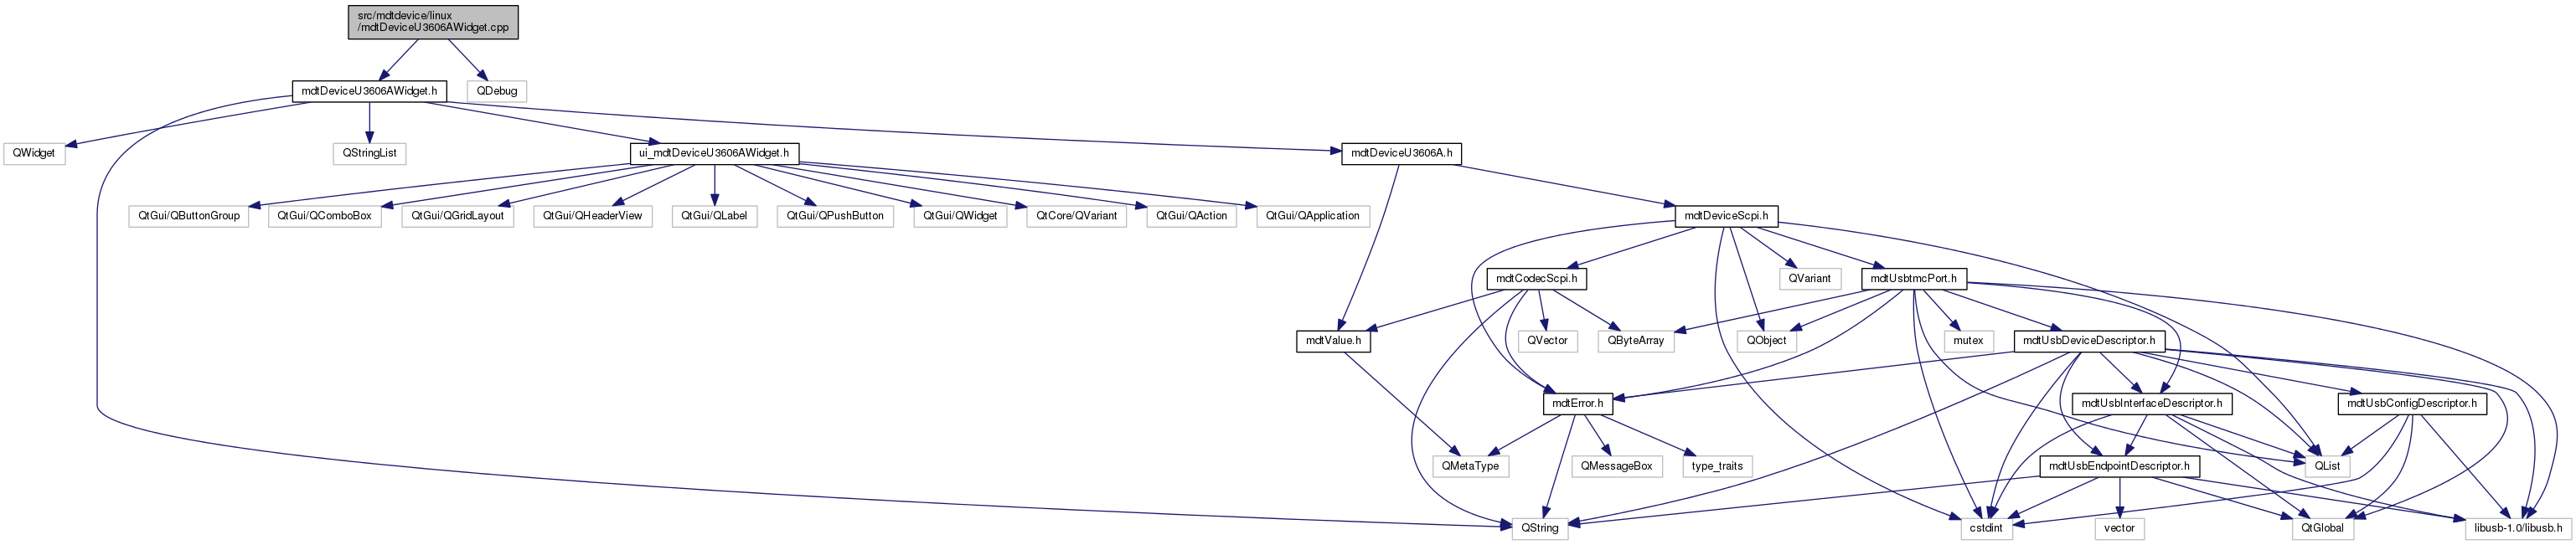 src/mdtdevice/linux
/mdtDeviceU3606AWidget.cpp
mdtDeviceU3606AWidget.h
QDebug
QWidget
QStringList
ui_mdtDeviceU3606AWidget.h
mdtDeviceU3606A.h
QtGui/QButtonGroup
QtGui/QComboBox
QtGui/QGridLayout
QtGui/QHeaderView
QtGui/QLabel
QtGui/QPushButton
QtGui/QWidget
QtCore/QVariant
QtGui/QAction
QtGui/QApplication
mdtDeviceScpi.h
mdtCodecScpi.h
QVariant
mdtUsbtmcPort.h
mdtValue.h
QVector
QByteArray
QObject
mutex
mdtUsbDeviceDescriptor.h
mdtError.h
mdtUsbInterfaceDescriptor.h
mdtUsbConfigDescriptor.h
QMetaType
QMessageBox
type_traits
mdtUsbEndpointDescriptor.h
QList
QString
cstdint
vector
QtGlobal
libusb-1.0/libusb.h